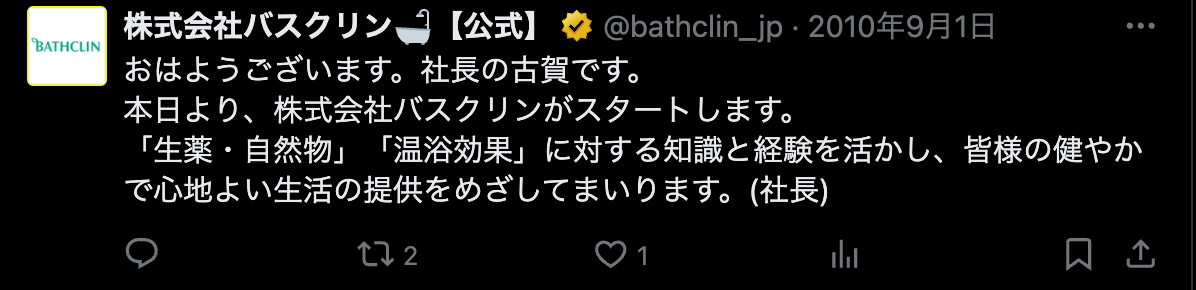 BATHCLIN
株式会社バスクリン🛁【公式】 @bathclin_jp · 2010年9月1日
おはようございます。社長の古賀です。
本日より、株式会社バスクリンがスタートします。
「生薬・自然物」「温浴効果」に対する知識と経験を活かし、皆様の健やか
で心地よい生活の提供をめざしてまいります。(社長)
2 1